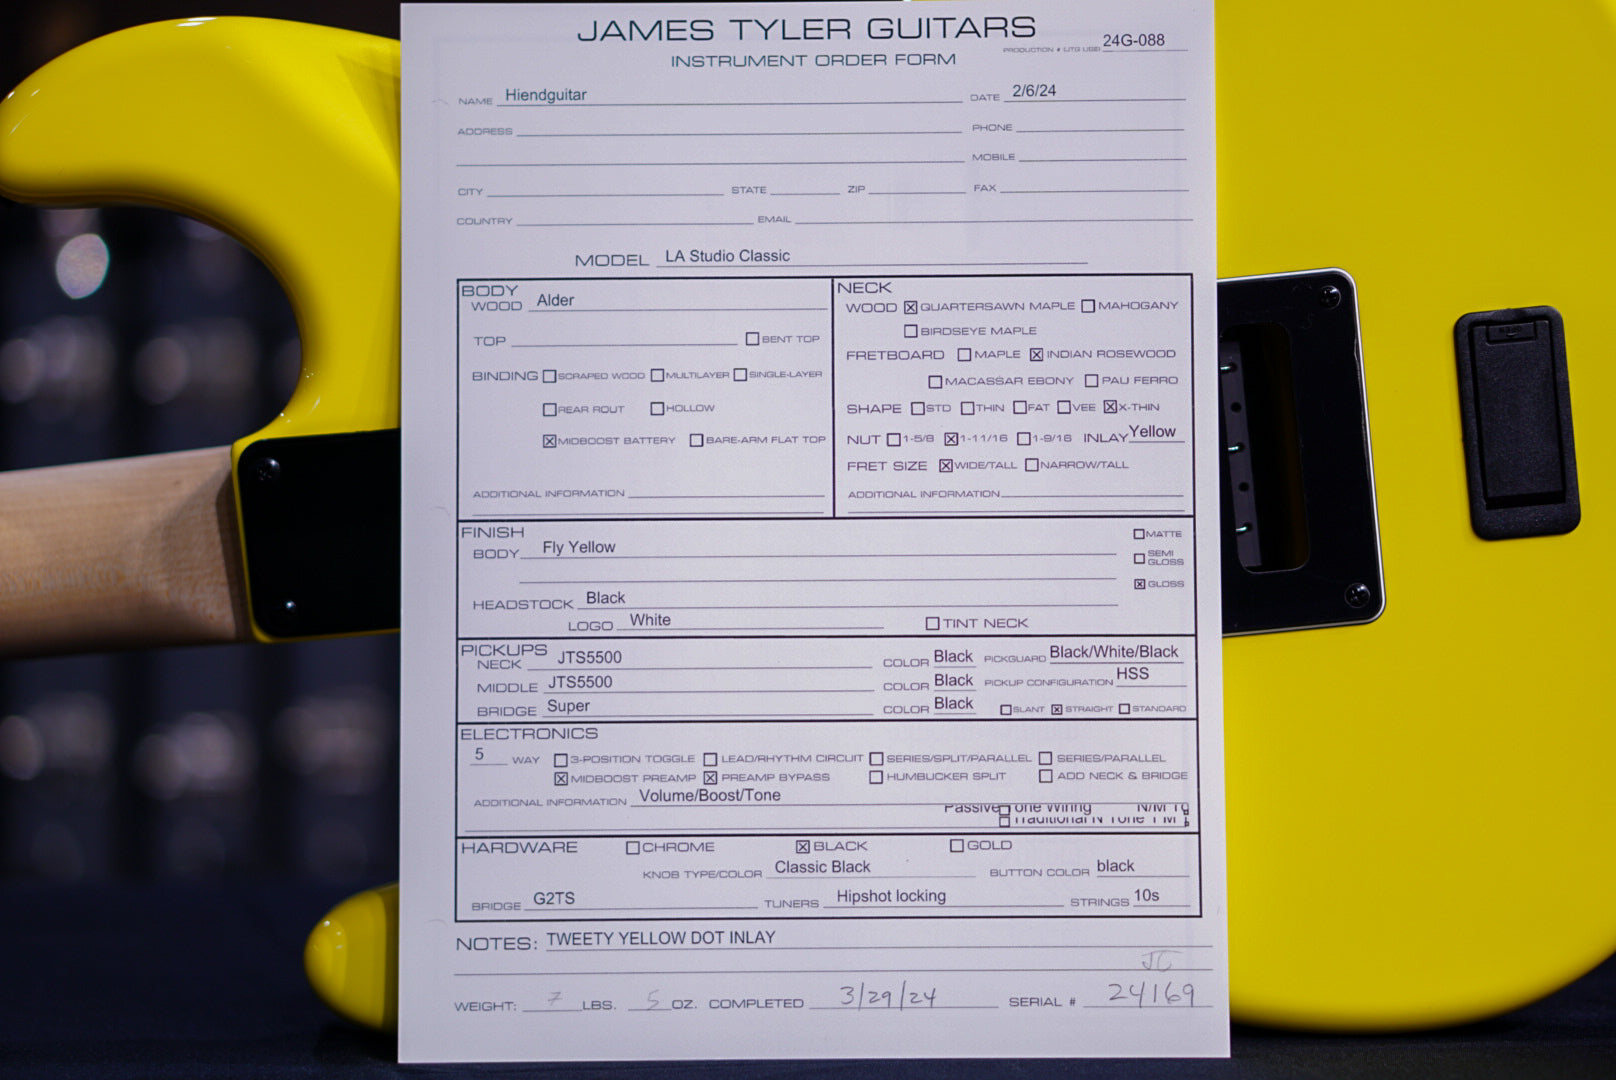 JAMES TYLER GUITARS
PRODUCTION # (JTG USE) 24G-088
INSTRUMENT ORDER FORM
NAME Hiendguitar DATE 2/6/24
ADDRESS PHONE
MOBILE
CITY STATE ZIP FAX
COUNTRY EMAIL
MODEL LA Studio Classic
BODY
WOOD Alder
TOP BENT TOP
BINDING SCRAPED WOOD MULTILAYER SINGLE-LAYER
REAR ROUT HOLLOW
☒ MIDBOOST BATTERY BARE-ARM FLAT TOP
ADDITIONAL INFORMATION
NECK
WOOD ☒ QUARTERSAWN MAPLE MAHOGANY
BIRDSEYE MAPLE
FRETBOARD MAPLE ☒ INDIAN ROSEWOOD
MACASSAR EBONY PAU FERRO
SHAPE STD THIN FAT VEE ☒ X-THIN
NUT 1-5/8 ☒ 1-11/16 1-9/16 INLAY Yellow
FRET SIZE ☒ WIDE/TALL NARROW/TALL
ADDITIONAL INFORMATION
FINISH
BODY Fly Yellow
MATTE
SEMI GLOSS
☒ GLOSS
HEADSTOCK Black
LOGO White TINT NECK
PICKUPS
NECK JTS5500 COLOR Black PICKGUARD Black/White/Black
MIDDLE JTS5500 COLOR Black PICKUP CONFIGURATION HSS
BRIDGE Super COLOR Black SLANT ☒ STRAIGHT STANDARD
ELECTRONICS
5 WAY 3-POSITION TOGGLE LEAD/RHYTHM CIRCUIT SERIES/SPLIT/PARALLEL SERIES/PARALLEL
☒ MIDBOOST PREAMP ☒ PREAMP BYPASS HUMBUCKER SPLIT ADD NECK & BRIDGE
ADDITIONAL INFORMATION Volume/Boost/Tone
HARDWARE CHROME ☒ BLACK GOLD
KNOB TYPE/COLOR Classic Black BUTTON COLOR black
BRIDGE G2TS TUNERS Hipshot locking STRINGS 10s
NOTES: TWEETY YELLOW DOT INLAY
WEIGHT: 7 LBS. 5 OZ. COMPLETED 3/29/24 SERIAL # 24169